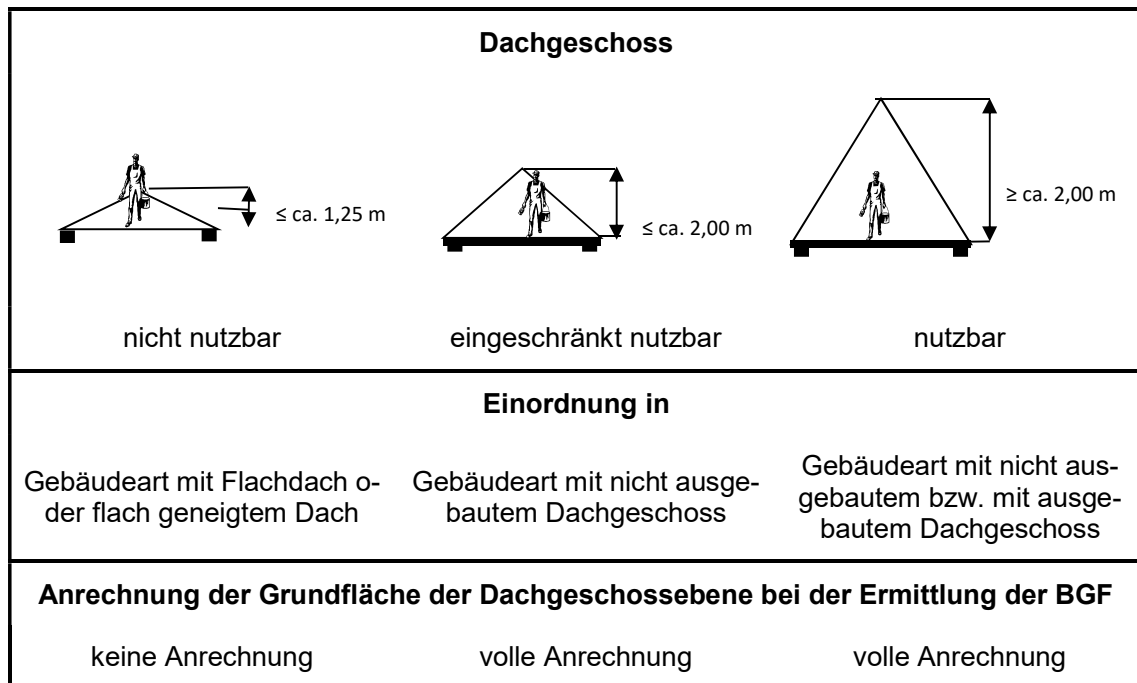 Dachgeschoss
≤ ca. 1,25 m
≤ ca. 2,00 m
≥ ca. 2,00 m
nicht nutzbar
eingeschränkt nutzbar
nutzbar
Einordnung in
Gebäudeart mit Flachdach o-
der flach geneigtem Dach
Gebäudeart mit nicht ausge-
bautem Dachgeschoss
Gebäudeart mit nicht aus-
gebautem bzw. mit ausge-
bautem Dachgeschoss
Anrechnung der Grundfläche der Dachgeschossebene bei der Ermittlung der BGF
keine Anrechnung
volle Anrechnung
volle Anrechnung